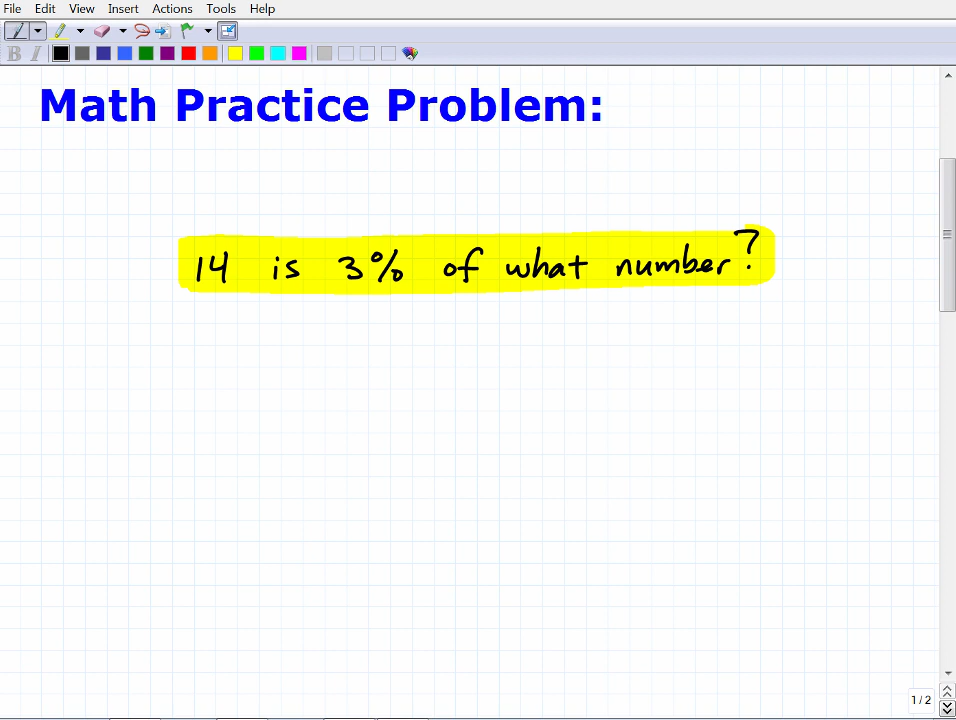 File Edit View Insert Actions Tools Help
B I
Math Practice Problem:
14 is 3% of what number?
1 / 2